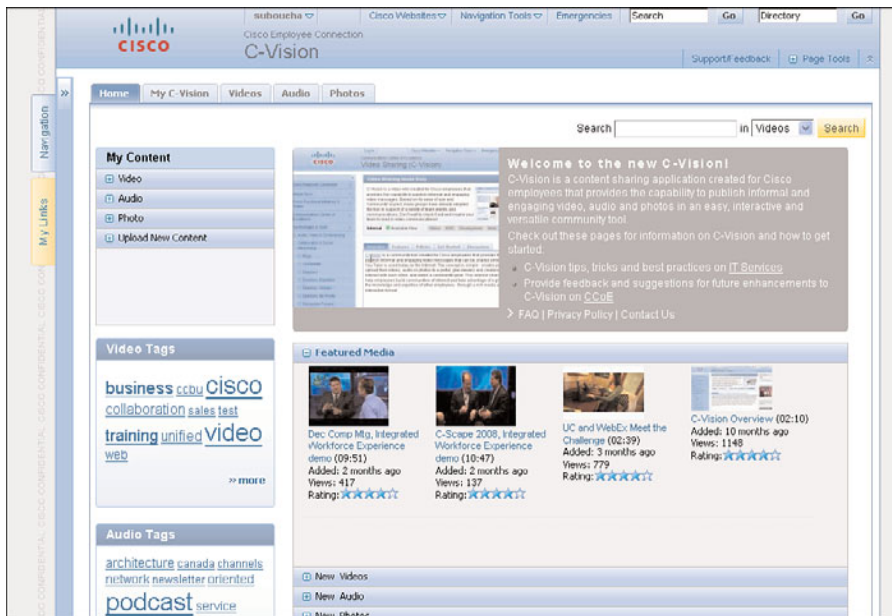 suboucha
Cisco Websites
Navigation Tools
Emergencies
Search
Go
Directory
Go
CISCO
Cisco Employee Connection
C-Vision
Support/Feedback
Page Tools
Navigation
My Links
Home
My C-Vision
Videos
Audio
Photos
Search
in
Videos
Search
My Content
Video
Audio
Photo
Upload New Content
CISCO
Video Sharing (C-Vision)
Welcome to the new C-Vision!
C-Vision is a content sharing application created for Cisco
employees that provides the capability to publish informal and
engaging video, audio and photos in an easy, interactive and
versatile community tool.
Check out these pages for information on C-Vision and how to get
started.
C-Vision tips, tricks and best practices on IT Services
Provide feedback and suggestions for future enhancements to
C-Vision on CCoE
FAQ | Privacy Policy | Contact Us
Video Tags
business ccbu cisco
collaboration sales test
training unified video
web
» more
Audio Tags
architecture canada channels
network newsletter oriented
podcast service
Featured Media
Dec Comp Mtg, Integrated
Workforce Experience
demo (09:51)
Added: 2 months ago
Views: 417
Rating:
C-Scape 2008, Integrated
Workforce Experience
demo (10:47)
Added: 2 months ago
Views: 137
Rating:
UC and WebEx Meet the
Challenge (02:39)
Added: 3 months ago
Views: 779
Rating:
C-Vision Overview (02:10)
Added: 10 months ago
Views: 1148
Rating:
New Videos
New Audio
New Photos